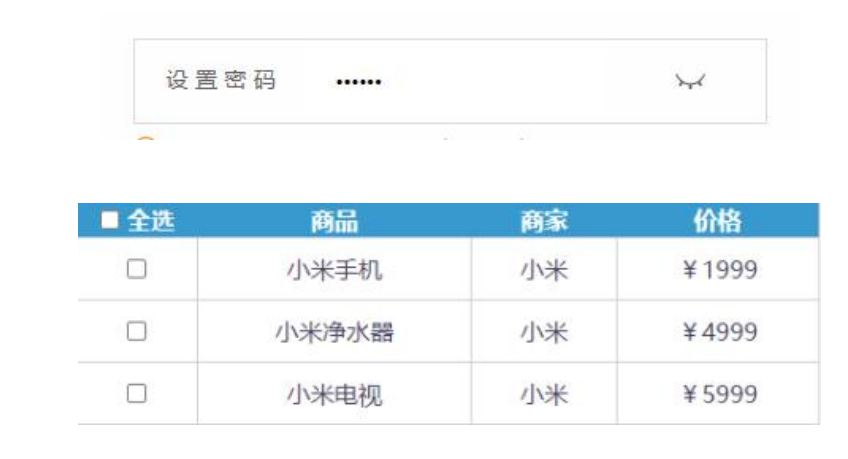 设置密码 ••••••
全选 商品 商家 价格
小米手机 小米 ￥1999
小米净水器 小米 ￥4999
小米电视 小米 ￥5999